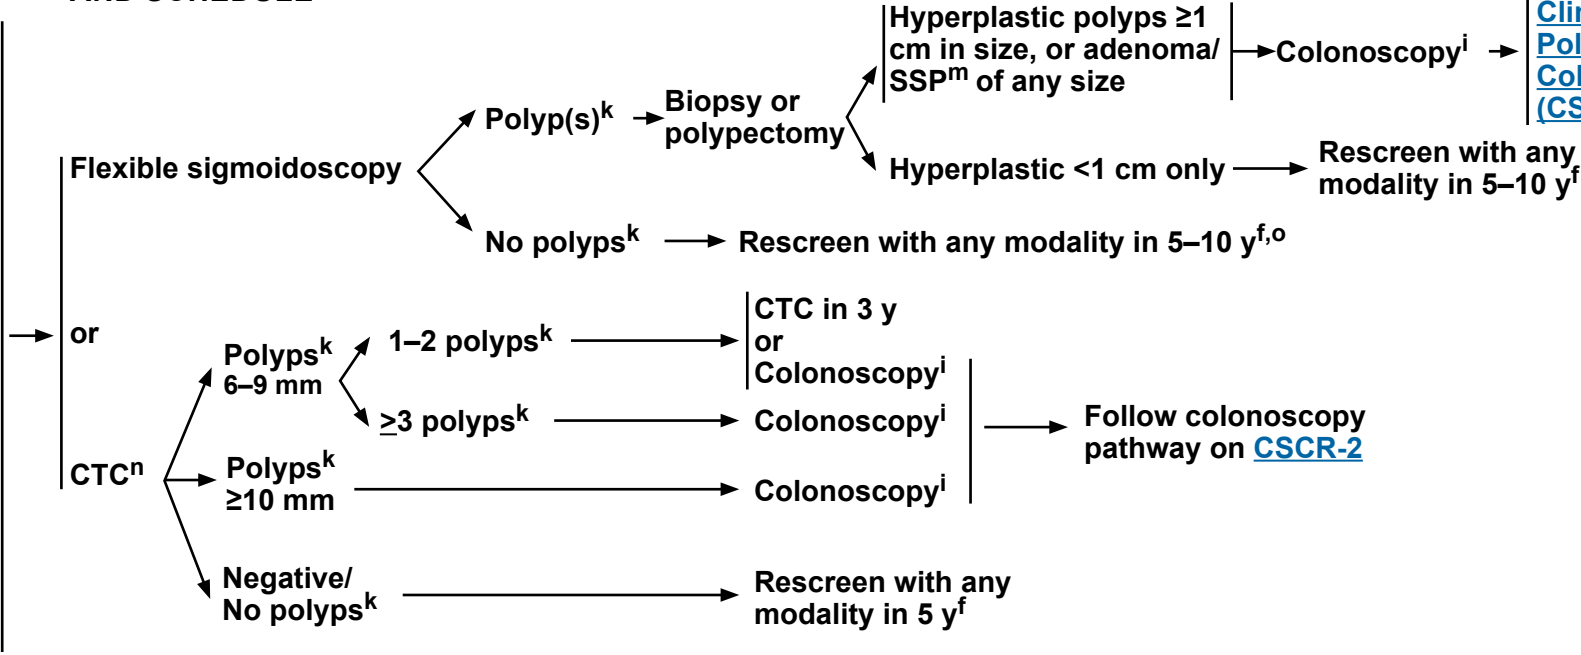 AND SCHEDULE
Hyperplastic polyps ≥1
cm in size, or adenoma/
SSPᵐ of any size
Colonoscopyⁱ
(CS
Polyp(s)ᵏ
Biopsy or
polypectomy
Flexible sigmoidoscopy
Hyperplastic <1 cm only
Rescreen with any
modality in 5–10 yᶠ
No polypsᵏ
Rescreen with any modality in 5–10 yᶠ,ᵒ
or
CTCⁿ
Polypsᵏ
6–9 mm
1–2 polypsᵏ
CTC in 3 y
or
Colonoscopyⁱ
≥3 polypsᵏ
Colonoscopyⁱ
Polypsᵏ
≥10 mm
Colonoscopyⁱ
Follow colonoscopy
pathway on CSCR-2
Negative/
No polypsᵏ
Rescreen with any
modality in 5 yᶠ